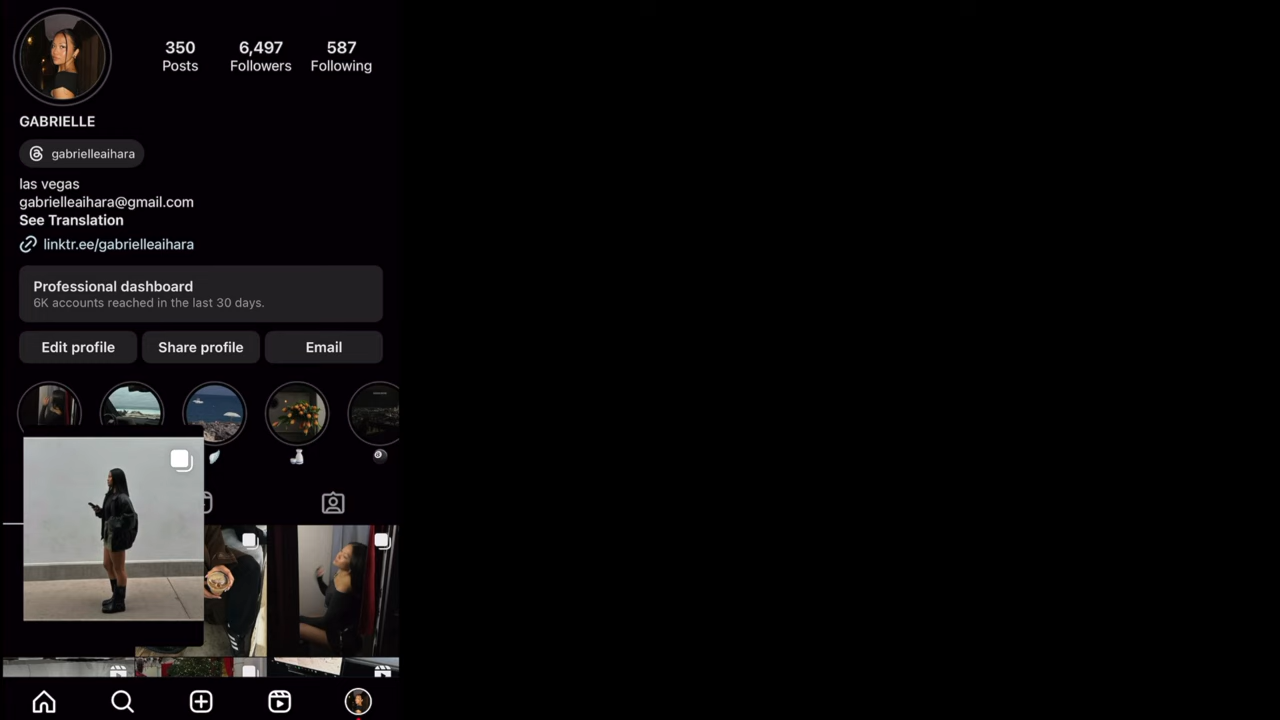 350 6,497 587
Posts Followers Following
GABRIELLE
gabrielleaihara
las vegas
gabrielleaihara@gmail.com
See Translation
linktr.ee/gabrielleaihara
Professional dashboard
6K accounts reached in the last 30 days.
Edit profile Share profile Email